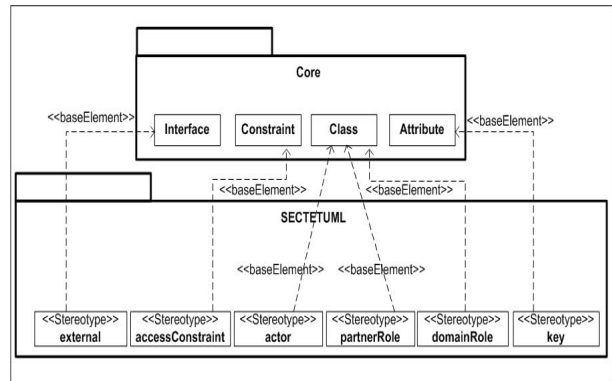 Core
<<baseElement>>
<<baseElement>>
Interface
Constraint
Class
Attribute
<<baseElement>>
<<baseElement>>
SECTETUML
<<baseElement>>
<<baseElement>>
<<Stereotype>>
external
<<Stereotype>>
accessConstraint
<<Stereotype>>
actor
<<Stereotype>>
partnerRole
<<Stereotype>>
domainRole
<<Stereotype>>
key